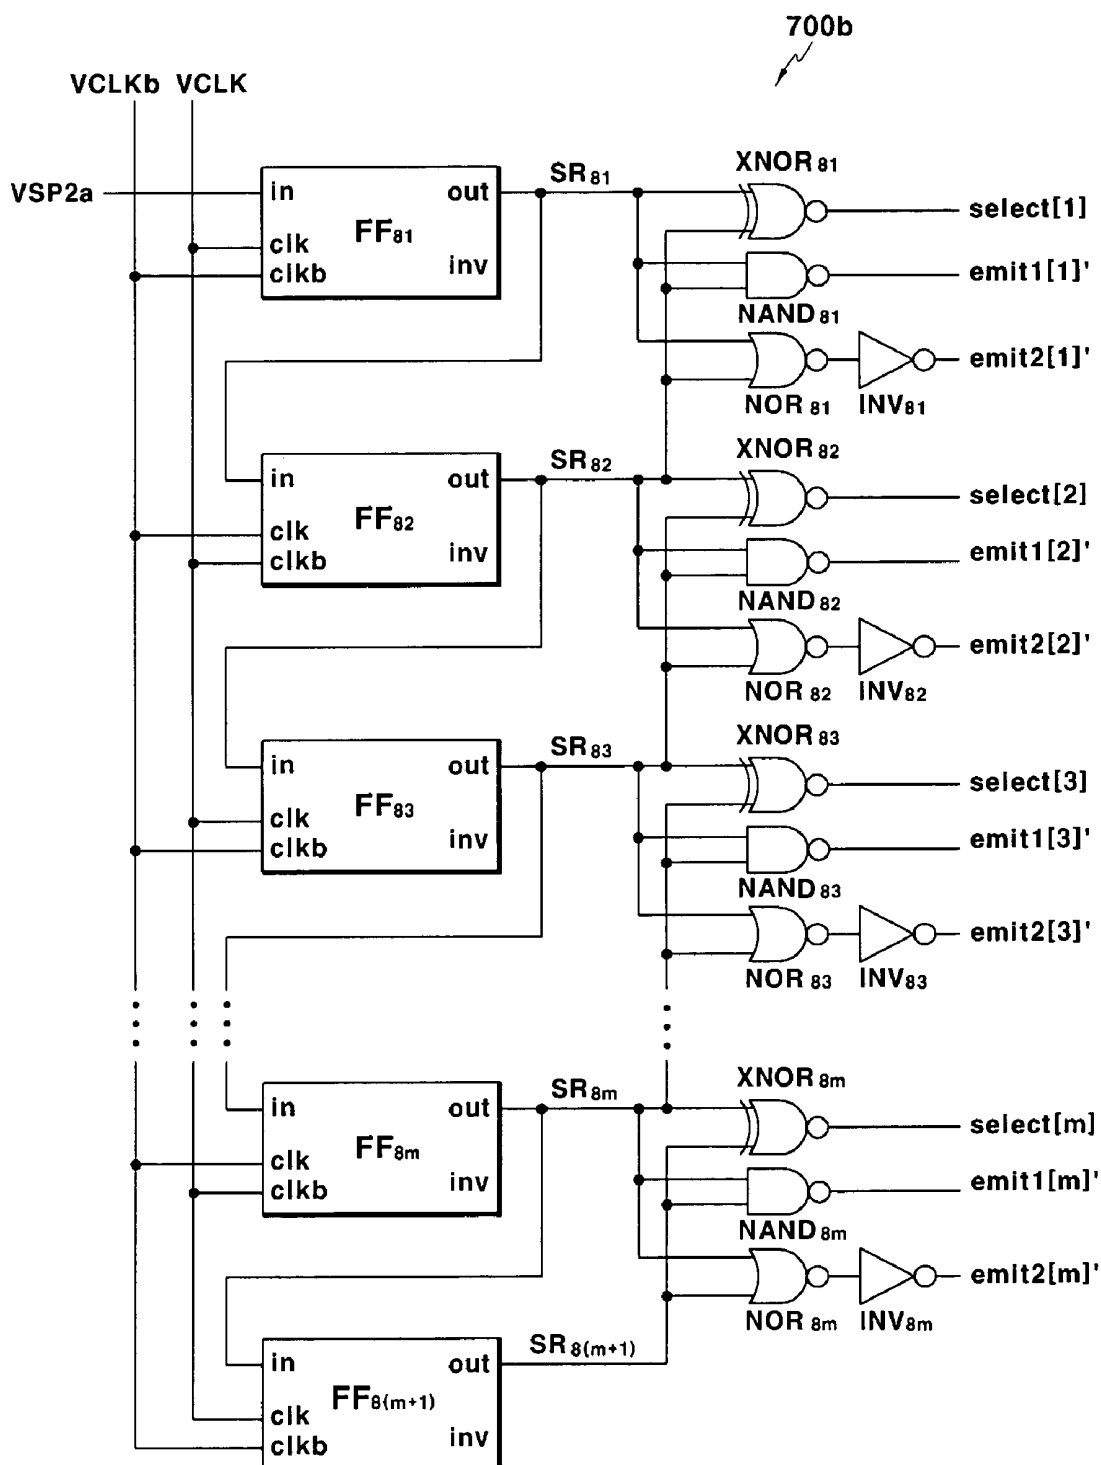 700b
VCLKb VCLK
VSP2a
in out
FF81
clk
clkb inv
SR81
XNOR81
select[1]
emit1[1]'
NAND81
emit2[1]'
NOR81 INV81
in out
FF82
clk
clkb inv
SR82
XNOR82
select[2]
emit1[2]'
NAND82
emit2[2]'
NOR82 INV82
in out
FF83
clk
clkb inv
SR83
XNOR83
select[3]
emit1[3]'
NAND83
emit2[3]'
NOR83 INV83
in out
FF8m
clk
clkb inv
SR8m
XNOR8m
select[m]
emit1[m]'
NAND8m
emit2[m]'
NOR8m INV8m
in out
FF8(m+1)
clk
clkb inv
SR8(m+1)